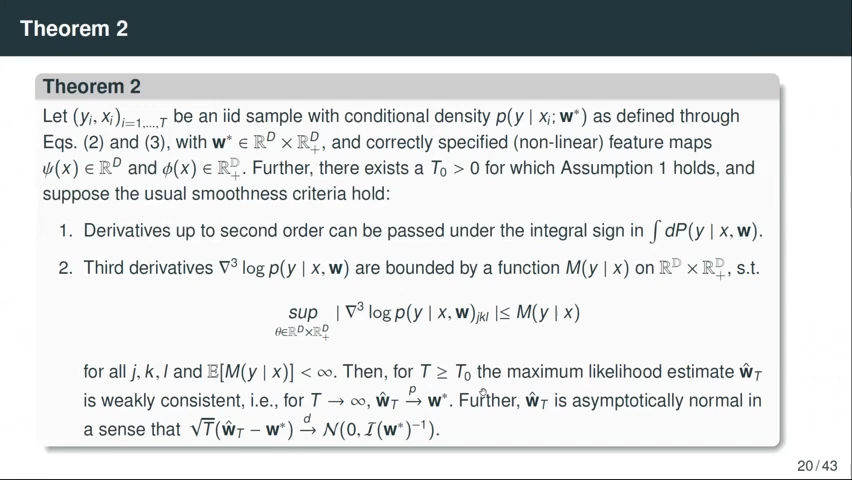 Theorem 2
Theorem 2
Let (yᵢ, xᵢ)ᵢ₌₁,...,T be an iid sample with conditional density p(y | xᵢ; w*) as defined through
Eqs. (2) and (3), with w* ∈ ℝᴰ × ℝᴰ₊, and correctly specified (non-linear) feature maps
ψ(x) ∈ ℝᴰ and ϕ(x) ∈ ℝᴰ₊. Further, there exists a T₀ > 0 for which Assumption 1 holds, and
suppose the usual smoothness criteria hold:
1. Derivatives up to second order can be passed under the integral sign in ∫ dP(y | x, w).
2. Third derivatives ∇³ log p(y | x, w) are bounded by a function M(y | x) on ℝᴰ × ℝᴰ₊, s.t.
sup | ∇³ log p(y | x, w)ⱼₖₗ |≤ M(y | x)
θ∈ℝᴰ×ℝᴰ₊
for all j, k, l and 𝔼[M(y | x)] < ∞. Then, for T ≥ T₀ the maximum likelihood estimate ŵ_T
is weakly consistent, i.e., for T → ∞, ŵ_T →ᵖ w*. Further, ŵ_T is asymptotically normal in
a sense that √T(ŵ_T − w*) →ᵈ N(0, I(w*)⁻¹).
20 / 43